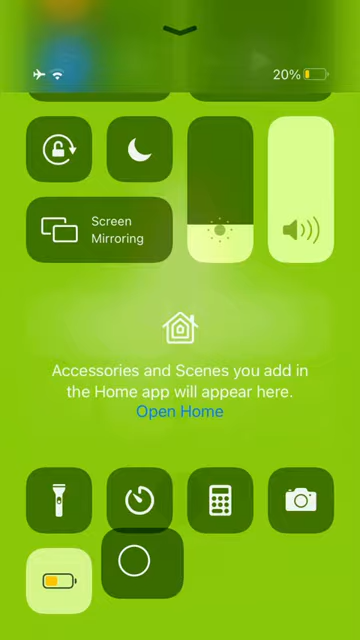 20%
Screen
Mirroring
Accessories and Scenes you add in
the Home app will appear here.
Open Home